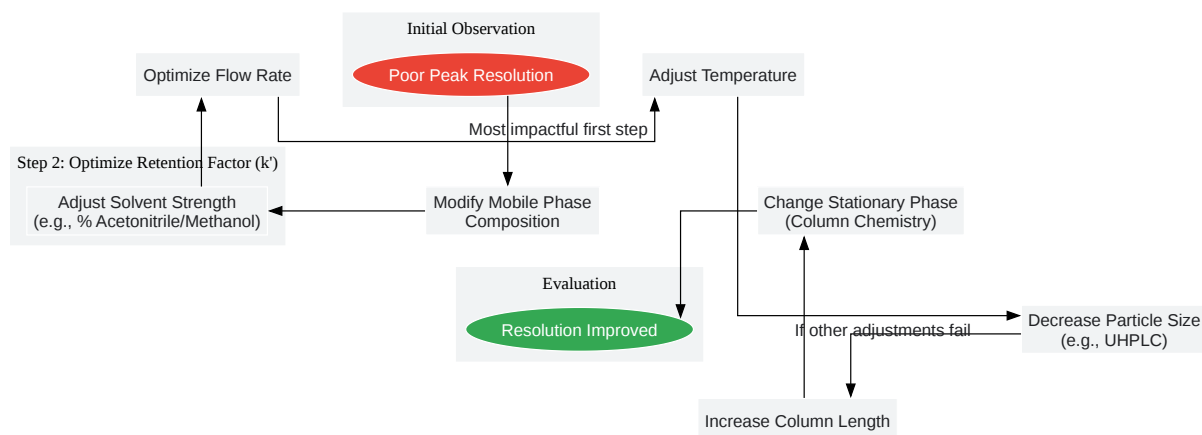 Initial Observation
Poor Peak Resolution
Optimize Flow Rate
Adjust Temperature
Most impactful first step
Step 2: Optimize Retention Factor (k')
Adjust Solvent Strength
(e.g., % Acetonitrile/Methanol)
Modify Mobile Phase
Composition
Change Stationary Phase
(Column Chemistry)
Evaluation
Resolution Improved
If other adjustments fail
Decrease Particle Size
(e.g., UHPLC)
Increase Column Length